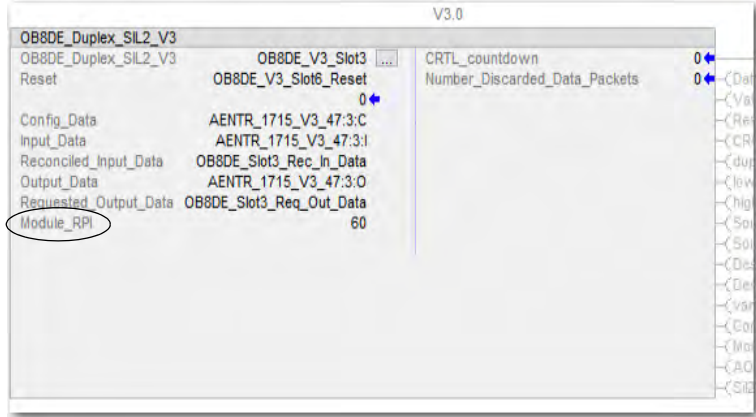 V3.0
OB8DE_Duplex_SIL2_V3
OB8DE_Duplex_SIL2_V3 OB8DE_V3_Slot3 ... CRTL_countdown 0
Reset OB8DE_V3_Slot6_Reset Number_Discarded_Data_Packets 0
0
Config_Data AENTR_1715_V3_47:3:C
Input_Data AENTR_1715_V3_47:3:I
Reconciled_Input_Data OB8DE_Slot3_Rec_In_Data
Output_Data AENTR_1715_V3_47:3:O
Requested_Output_Data OB8DE_Slot3_Req_Out_Data
Module_RPI 60